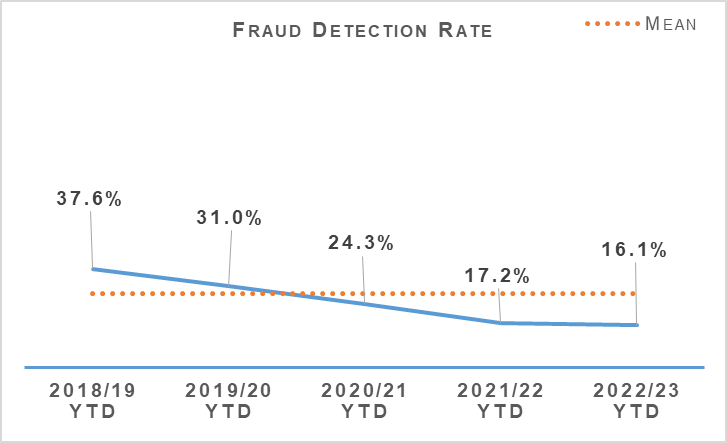 FRAUD DETECTION RATE
MEAN
37.6%
31.0%
24.3%
17.2%
16.1%
2018/19 YTD
2019/20 YTD
2020/21 YTD
2021/22 YTD
2022/23 YTD